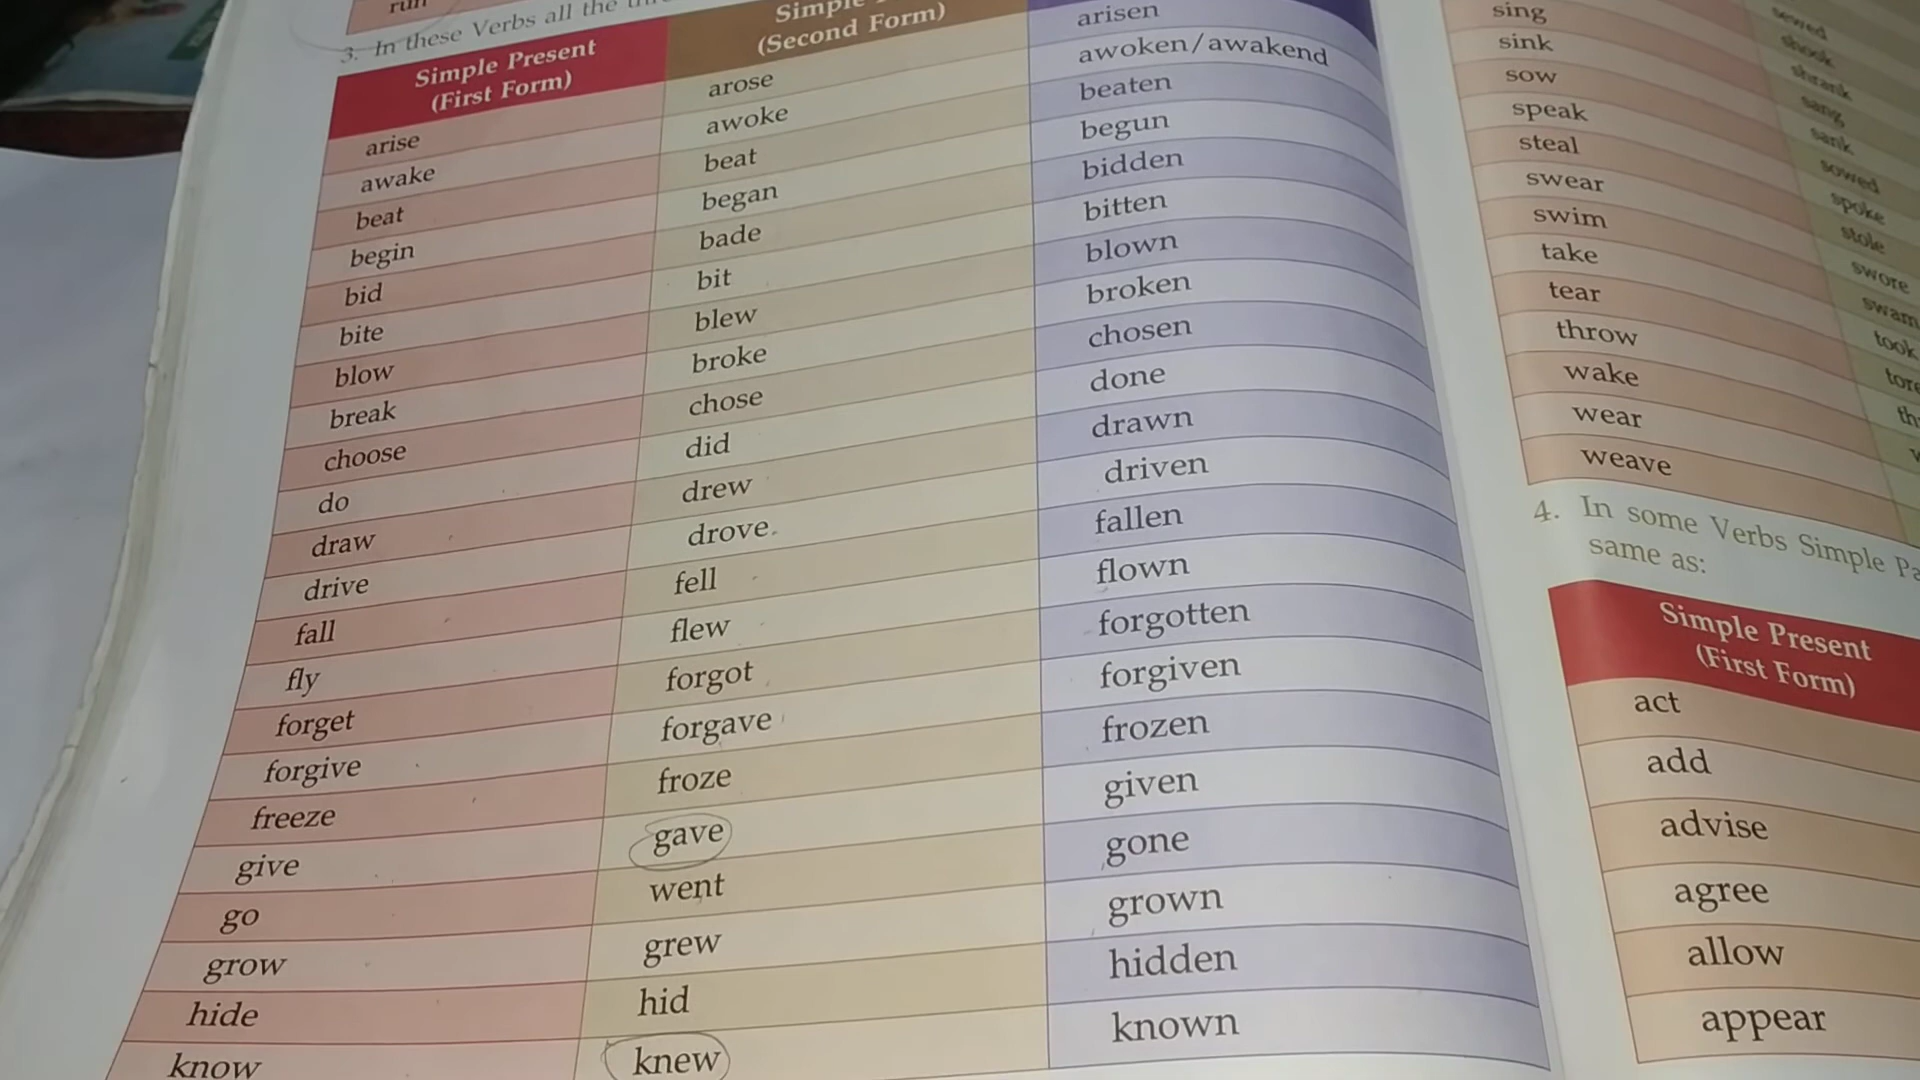 run
3. In these Verbs all the
Simple Present
(First Form)
Simple
(Second Form)
arisen
arise arose awoken/awakend
awake awoke beaten
beat beat begun
begin began bidden
bid bade bitten
bite bit blown
blow blew broken
break broke chosen
choose chose done
do did drawn
draw drew driven
drive drove fallen
fall fell flown
fly flew forgotten
forget forgot forgiven
forgive forgave frozen
freeze froze given
give gave gone
go went grown
grow grew hidden
hide hid known
know knew
sewed
shook
sing shrank
sink sang
sow sank
speak sowed
steal spoke
swear stole
swim swore
take swam
tear took
throw
wake
wear
weave
4. In some Verbs Simple
same as:
Simple Present
(First Form)
act
add
advise
agree
allow
appear